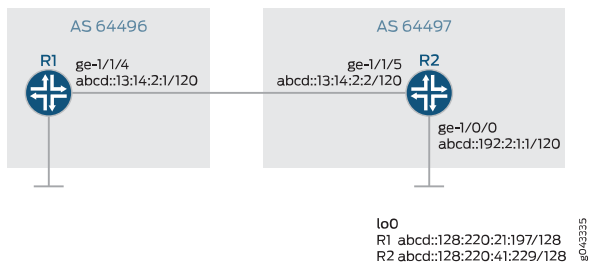 AS 64496
AS 64497
R1
ge-1/1/4
abcd::13:14:2:1/120
ge-1/1/5
abcd::13:14:2:2/120
R2
ge-1/0/0
abcd::192:2:1:1/120
lo0
R1 abcd::128:220:21:197/128
R2 abcd::128:220:41:229/128
g043335